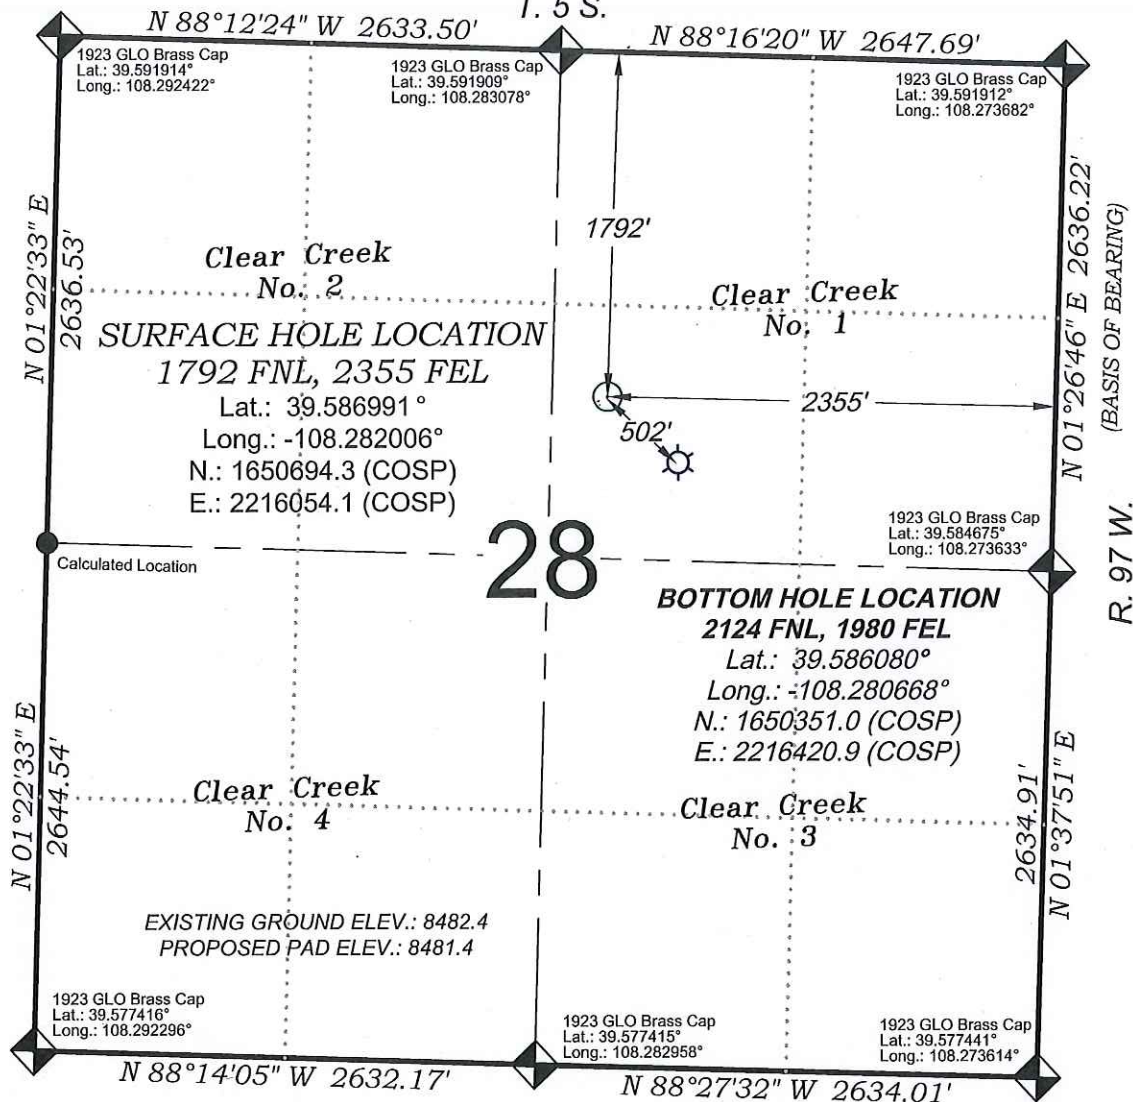 T. 5 S.
N 88°12'24" W 2633.50'
N 88°16'20" W 2647.69'
1923 GLO Brass Cap
Lat.: 39.591914°
Long.: 108.292422°
1923 GLO Brass Cap
Lat.: 39.591909°
Long.: 108.283078°
1923 GLO Brass Cap
Lat.: 39.591912°
Long.: 108.273682°
N 01°22'33" E
2636.53'
1792'
N 01°26'46" E 2636.22'
(BASIS OF BEARING)
Clear Creek
No. 2
Clear Creek
No. 1
SURFACE HOLE LOCATION
1792 FNL, 2355 FEL
Lat.: 39.586991°
Long.: -108.282006°
N.: 1650694.3 (COSP)
E.: 2216054.1 (COSP)
2355'
502'
R. 97 W.
1923 GLO Brass Cap
Lat.: 39.584675°
Long.: 108.273633°
Calculated Location
28
BOTTOM HOLE LOCATION
2124 FNL, 1980 FEL
Lat.: 39.586080°
Long.: -108.280668°
N.: 1650351.0 (COSP)
E.: 2216420.9 (COSP)
N 01°22'33" E
2644.54'
2634.91'
N 01°37'51" E
Clear Creek
No. 4
Clear Creek
No. 3
EXISTING GROUND ELEV.: 8482.4
PROPOSED PAD ELEV.: 8481.4
1923 GLO Brass Cap
Lat.: 39.577416°
Long.: 108.292296°
1923 GLO Brass Cap
Lat.: 39.577415°
Long.: 108.282958°
1923 GLO Brass Cap
Lat.: 39.577441°
Long.: 108.273614°
N 88°14'05" W 2632.17'
N 88°27'32" W 2634.01'